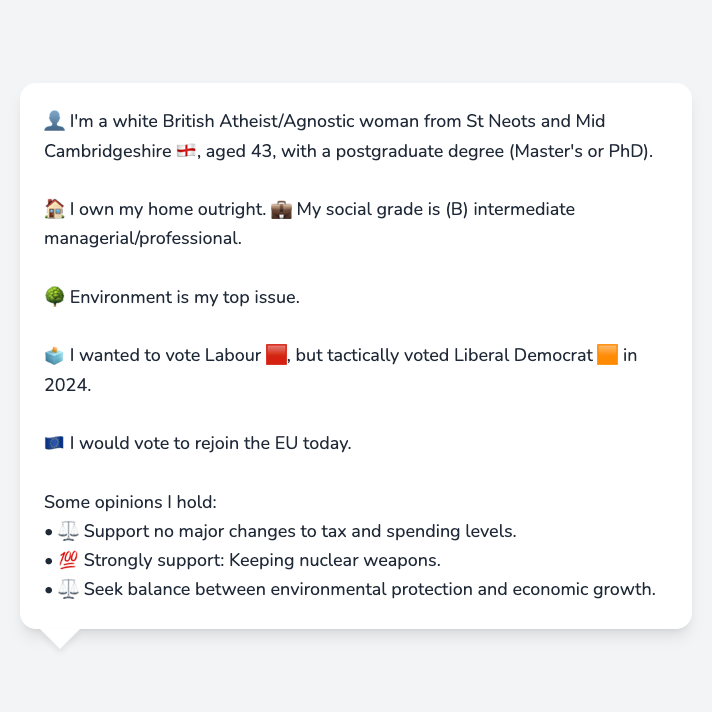 👤 I'm a white British Atheist/Agnostic woman from St Neots and Mid
Cambridgeshire 🏴󠁧󠁢󠁥󠁮󠁧󠁿, aged 43, with a postgraduate degree (Master's or PhD).
🏠 I own my home outright. 💼 My social grade is (B) intermediate
managerial/professional.
🌳 Environment is my top issue.
🗳️ I wanted to vote Labour 🟥, but tactically voted Liberal Democrat 🟧 in
2024.
🇪🇺 I would vote to rejoin the EU today.
Some opinions I hold:
• ⚖️ Support no major changes to tax and spending levels.
• 💯 Strongly support: Keeping nuclear weapons.
• ⚖️ Seek balance between environmental protection and economic growth.